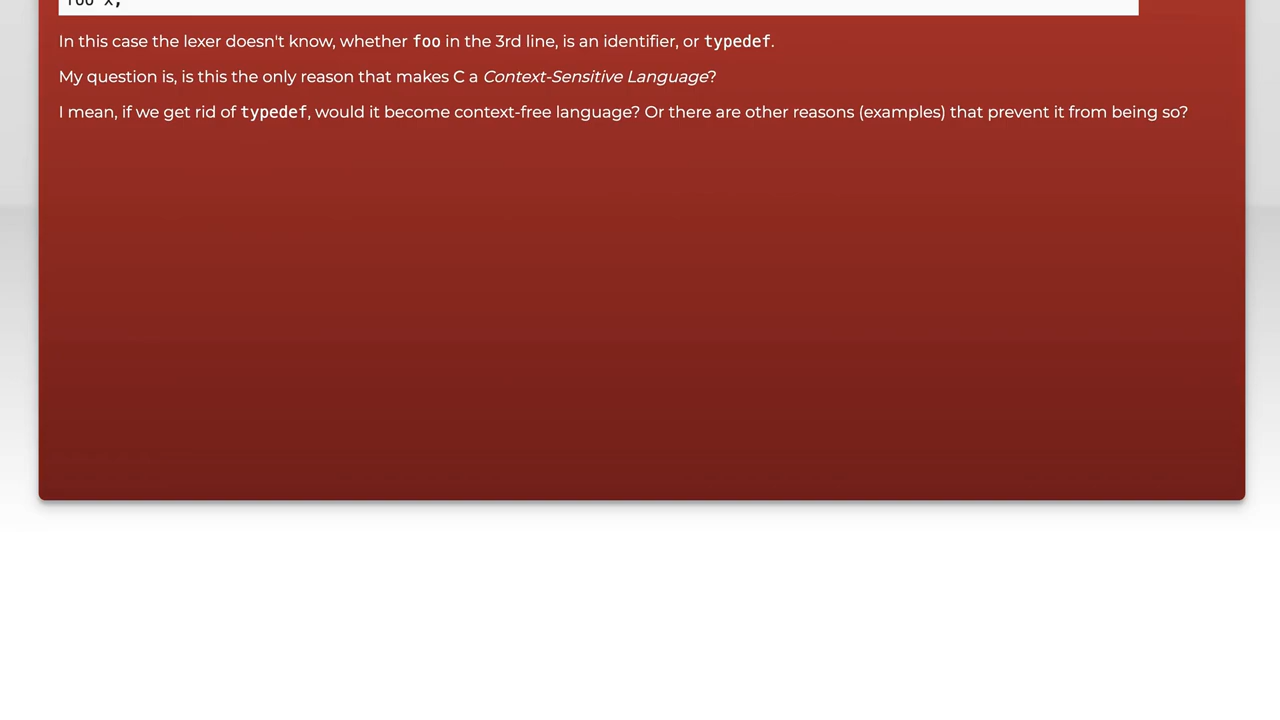 foo x;
In this case the lexer doesn't know, whether foo in the 3rd line, is an identifier, or typedef.
My question is, is this the only reason that makes C a Context-Sensitive Language?
I mean, if we get rid of typedef, would it become context-free language? Or there are other reasons (examples) that prevent it from being so?